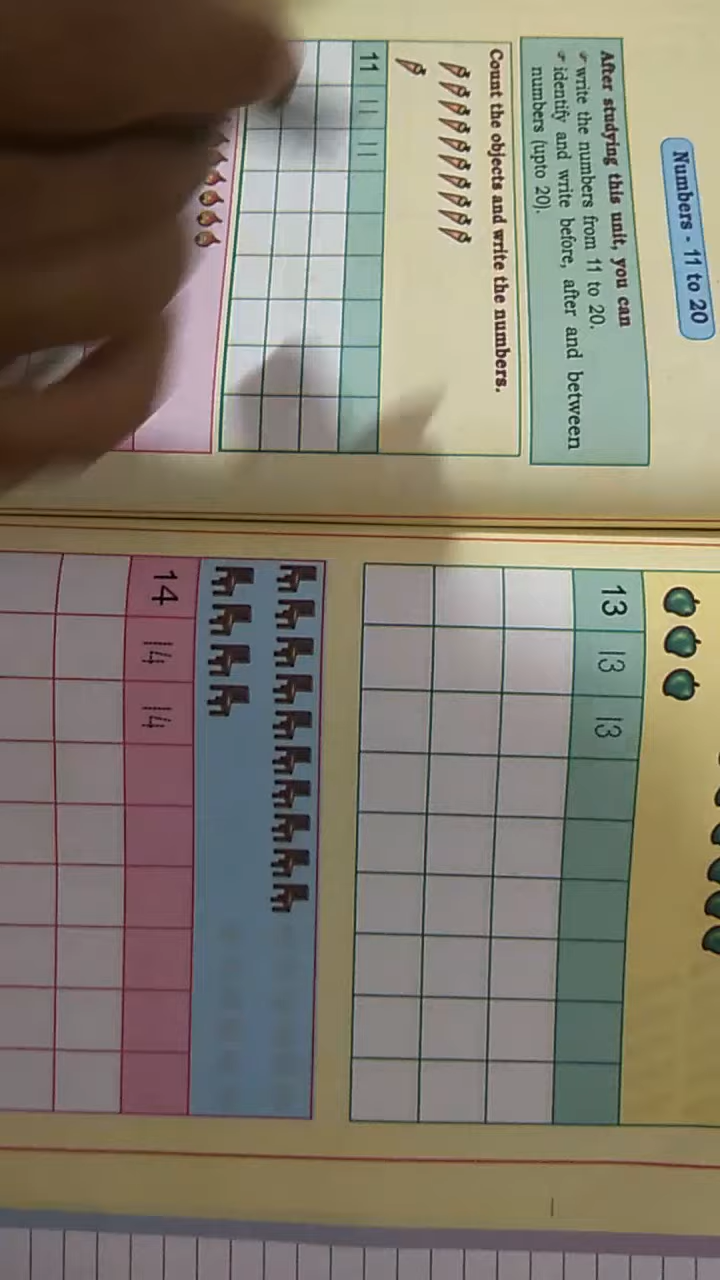 Numbers - 11 to 20
After studying this unit, you can
☞ write the numbers from 11 to 20.
☞ identify and write before, after and between
numbers (upto 20).
Count the objects and write the numbers.
11 11 11
13 13 13
14 14 14